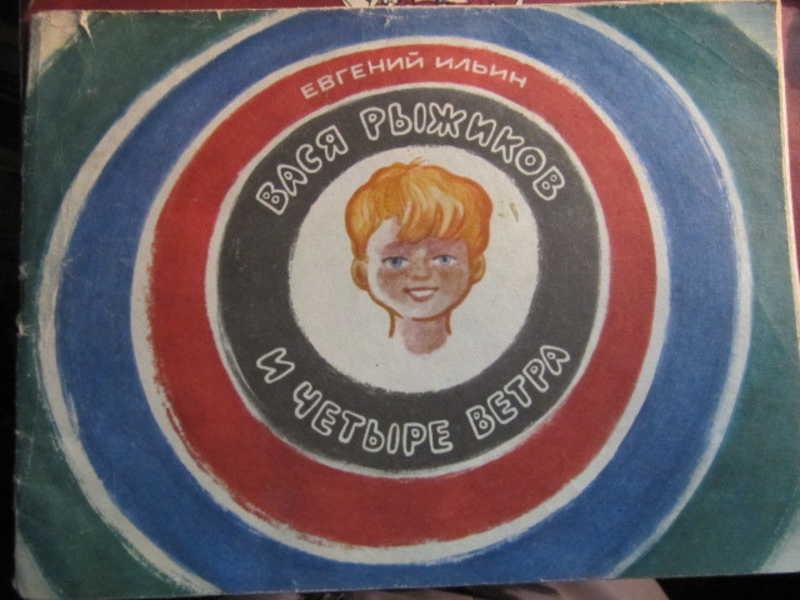 ЕВГЕНИЙ ИЛЬИН
ВАСЯ РЫЖИКОВ
И ЧЕТЫРЕ ВЕТРА